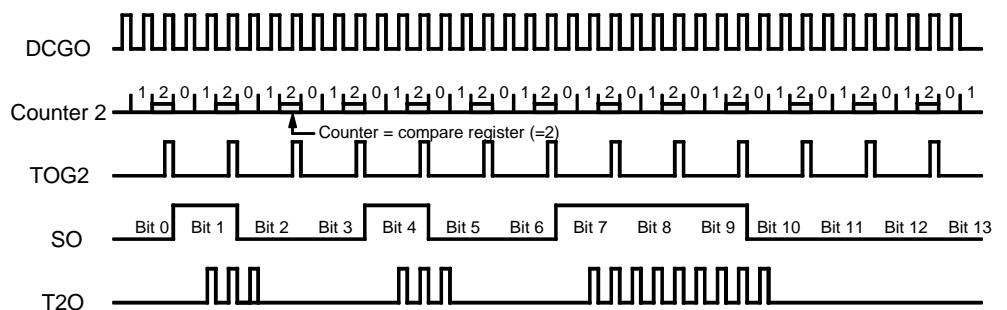 DCGO
1 2 0 1 2 0 1 2 0 1 2 0 1 2 0 1 2 0 1 2 0 1 2 0 1 2 0 1 2 0 1 2 0 1 2 0 1 2 0 1
Counter 2
Counter = compare register (=2)
TOG2
Bit 0 Bit 1 Bit 2 Bit 3 Bit 4 Bit 5 Bit 6 Bit 7 Bit 8 Bit 9 Bit 10 Bit 11 Bit 12 Bit 13
SO
T2O